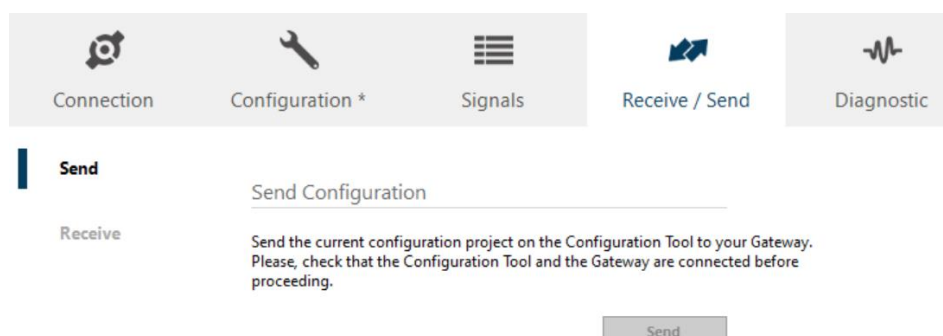 Connection
Configuration *
Signals
Receive / Send
Diagnostic
Send
Send Configuration
Receive
Send the current configuration project on the Configuration Tool to your Gateway.
Please, check that the Configuration Tool and the Gateway are connected before
proceeding.
Send